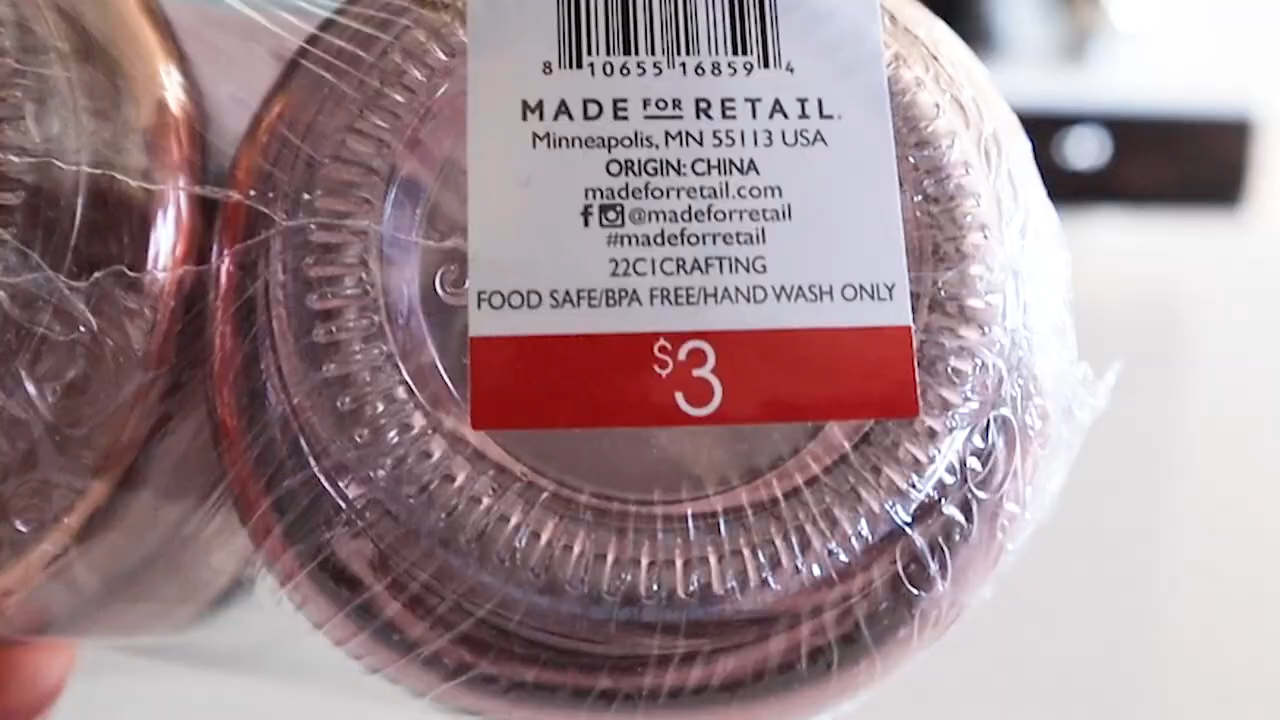 8 10655 16859 4
MADE FOR RETAIL.
Minneapolis, MN 55113 USA
ORIGIN: CHINA
madeforretail.com
@madeforretail
#madeforretail
22C1CRAFTING
FOOD SAFE/BPA FREE/HAND WASH ONLY
$3